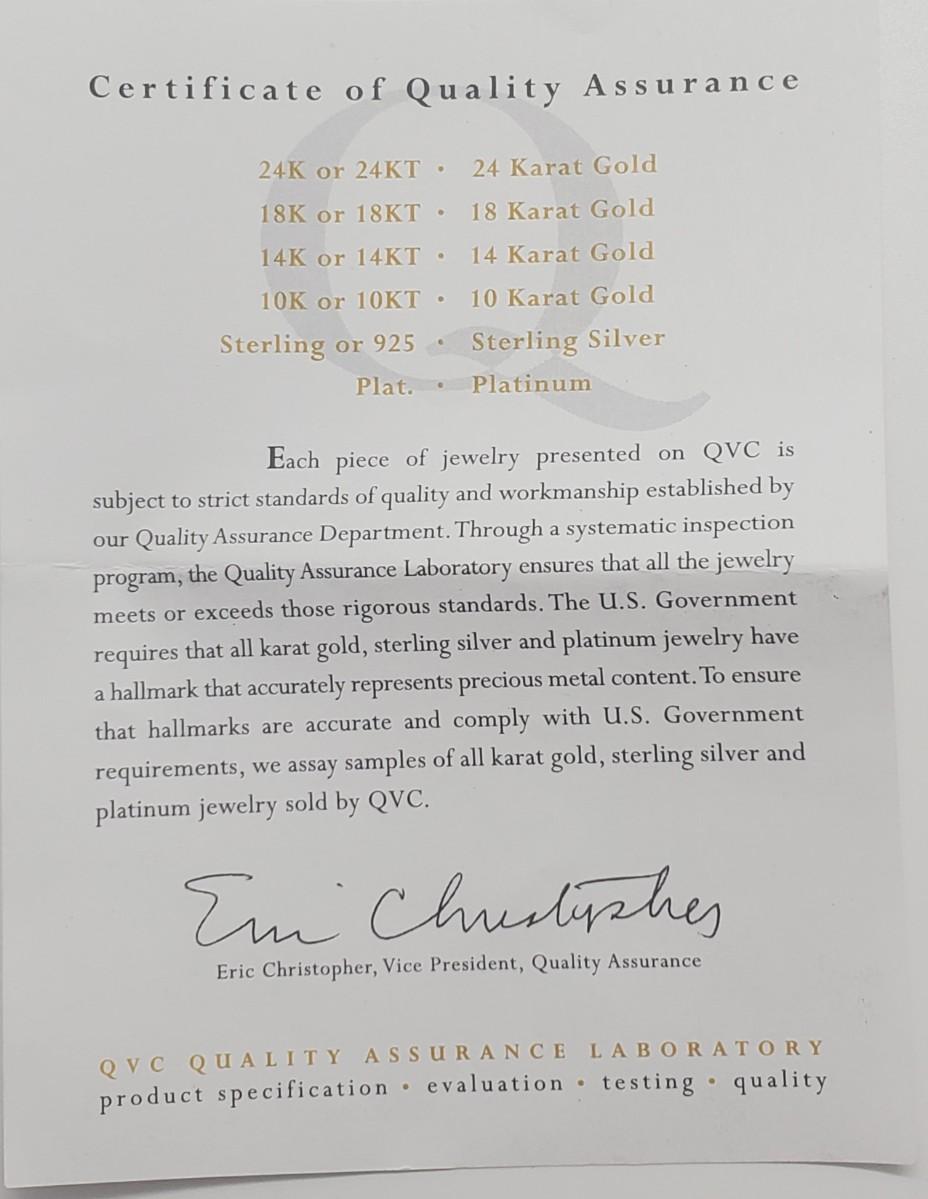 Certificate of Quality Assurance
24K or 24KT • 24 Karat Gold
18K or 18KT • 18 Karat Gold
14K or 14KT • 14 Karat Gold
10K or 10KT • 10 Karat Gold
Sterling or 925 • Sterling Silver
Plat. • Platinum
Each piece of jewelry presented on QVC is
subject to strict standards of quality and workmanship established by
our Quality Assurance Department. Through a systematic inspection
program, the Quality Assurance Laboratory ensures that all the jewelry
meets or exceeds those rigorous standards. The U.S. Government
requires that all karat gold, sterling silver and platinum jewelry have
a hallmark that accurately represents precious metal content. To ensure
that hallmarks are accurate and comply with U.S. Government
requirements, we assay samples of all karat gold, sterling silver and
platinum jewelry sold by QVC.
Eric Christopher
Eric Christopher, Vice President, Quality Assurance
QVC QUALITY ASSURANCE LABORATORY
product specification • evaluation • testing • quality